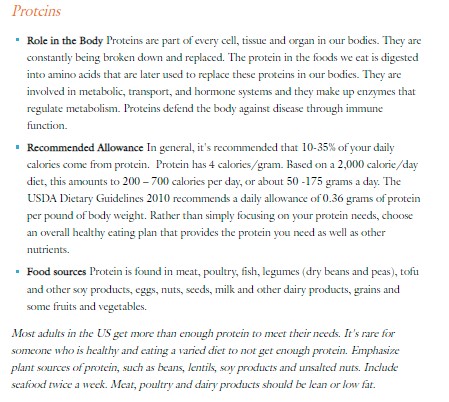 Proteins
▪ Role in the Body Proteins are part of every cell, tissue and organ in our bodies. They are
constantly being broken down and replaced. The protein in the foods we eat is digested
into amino acids that are later used to replace these proteins in our bodies. They are
involved in metabolic, transport, and hormone systems and they make up enzymes that
regulate metabolism. Proteins defend the body against disease through immune
function.
▪ Recommended Allowance In general, it's recommended that 10-35% of your daily
calories come from protein. Protein has 4 calories/gram. Based on a 2,000 calorie/day
diet, this amounts to 200 – 700 calories per day, or about 50 -175 grams a day. The
USDA Dietary Guidelines 2010 recommends a daily allowance of 0.36 grams of protein
per pound of body weight. Rather than simply focusing on your protein needs, choose
an overall healthy eating plan that provides the protein you need as well as other
nutrients.
▪ Food sources Protein is found in meat, poultry, fish, legumes (dry beans and peas), tofu
and other soy products, eggs, nuts, seeds, milk and other dairy products, grains and
some fruits and vegetables.
Most adults in the US get more than enough protein to meet their needs. It's rare for
someone who is healthy and eating a varied diet to not get enough protein. Emphasize
plant sources of protein, such as beans, lentils, soy products and unsalted nuts. Include
seafood twice a week. Meat, poultry and dairy products should be lean or low fat.